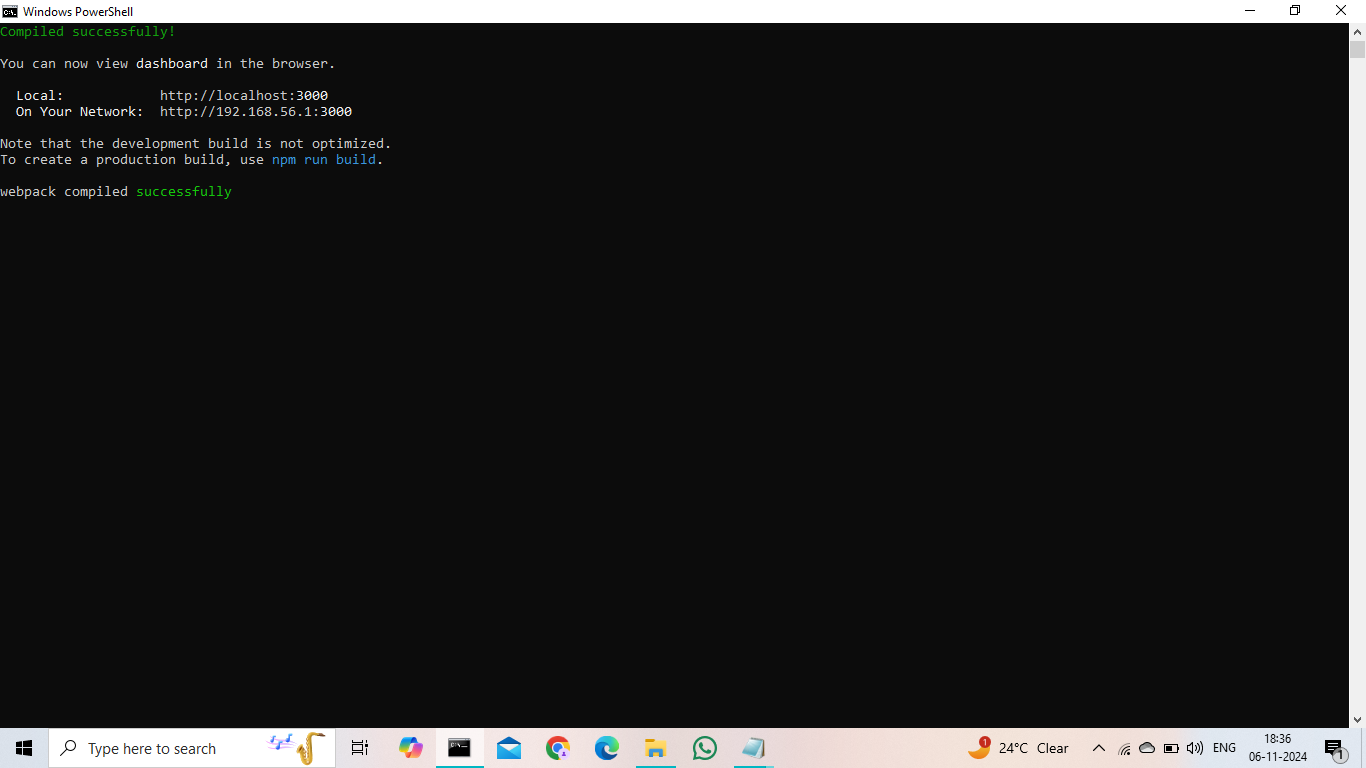 Windows PowerShell
Compiled successfully!
You can now view dashboard in the browser.
Local: http://localhost:3000
On Your Network: http://192.168.56.1:3000
Note that the development build is not optimized.
To create a production build, use npm run build.
webpack compiled successfully
Type here to search
1
24°C Clear
ENG
18:36
06-11-2024
1